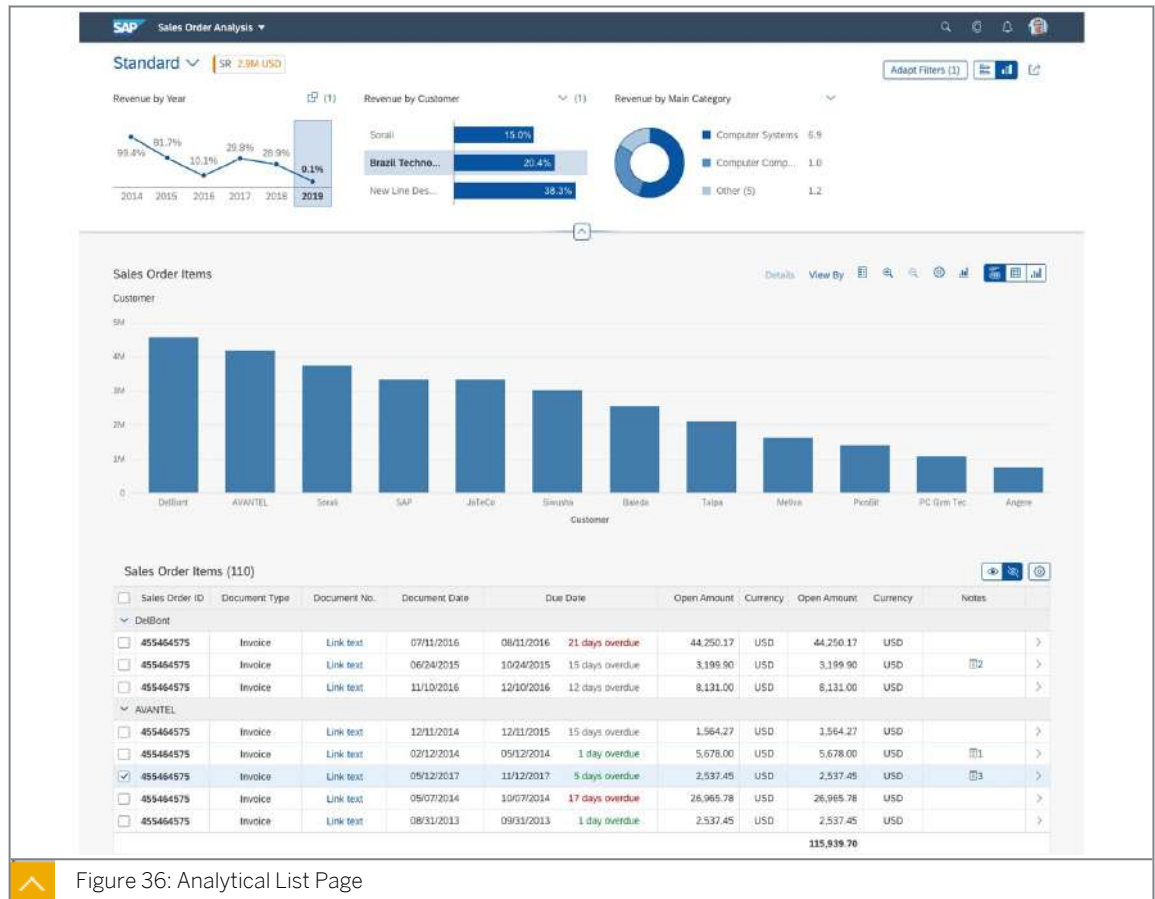 SAP Sales Order Analysis
Standard SR 2.9M USD Adapt Filters (1)
Revenue by Year (1) Revenue by Customer (1) Revenue by Main Category
99.4% 81.7% 10.1% 29.8% 28.9% 0.1%
2014 2015 2016 2017 2018 2019
Sorali 15.0%
Brazil Techno... 20.4%
New Line Des... 38.3%
Computer Systems 6.9
Computer Comp... 1.0
Other (5) 1.2
Sales Order Items Details View By
Customer
5M
4M
3M
2M
1M
0
DelBont AVANTEL Sorali SAP JaTeCo Siwusha Baleda Talpa Meliva PicoBit PC Gym Tec Angere
Customer
Sales Order Items (110)
Sales Order ID Document Type Document No. Document Date Due Date Open Amount Currency Open Amount Currency Notes
DelBont
455464575 Invoice Link text 07/11/2016 08/11/2016 21 days overdue 44,250.17 USD 44,250.17 USD
455464575 Invoice Link text 06/24/2015 10/24/2015 15 days overdue 3,199.90 USD 3,199.90 USD 2
455464575 Invoice Link text 11/10/2016 12/10/2016 12 days overdue 8,131.00 USD 8,131.00 USD
AVANTEL
455464575 Invoice Link text 12/11/2014 12/11/2015 15 days overdue 1,564.27 USD 1,564.27 USD
455464575 Invoice Link text 02/12/2014 05/12/2014 1 day overdue 5,678.00 USD 5,678.00 USD 1
455464575 Invoice Link text 05/12/2017 11/12/2017 5 days overdue 2,537.45 USD 2,537.45 USD 3
455464575 Invoice Link text 05/07/2014 10/07/2014 17 days overdue 26,965.78 USD 26,965.78 USD
455464575 Invoice Link text 08/31/2013 09/31/2013 1 day overdue 2,537.45 USD 2,537.45 USD
115,939.70
Figure 36: Analytical List Page